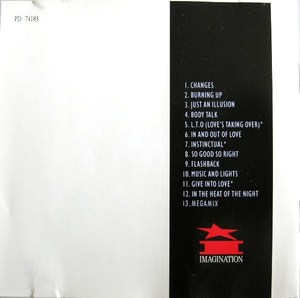 PD 74183
1. CHANGES
2. BURNING UP
3. JUST AN ILLUSION
4. BODY TALK
5. L.T.O (LOVE'S TAKING OVER)*
6. IN AND OUT OF LOVE
7. INSTINCTUAL*
8. SO GOOD SO RIGHT
9. FLASHBACK
10. MUSIC AND LIGHTS
11. GIVE INTO LOVE*
12. IN THE HEAT OF THE NIGHT
13. MEGAMIX
IMAGINATION